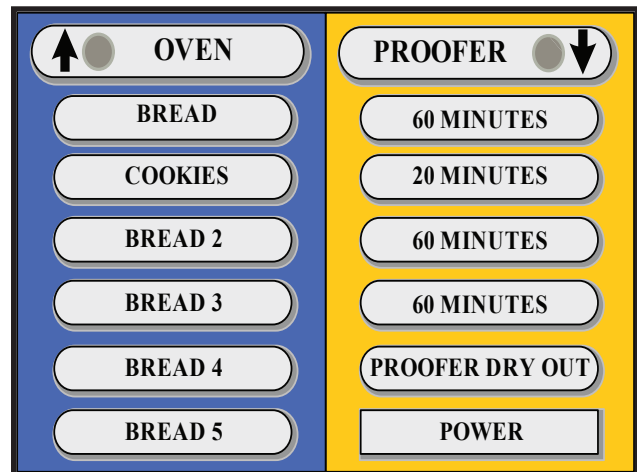 OVEN
BREAD
COOKIES
BREAD 2
BREAD 3
BREAD 4
BREAD 5
PROOFER
60 MINUTES
20 MINUTES
60 MINUTES
60 MINUTES
PROOFER DRY OUT
POWER